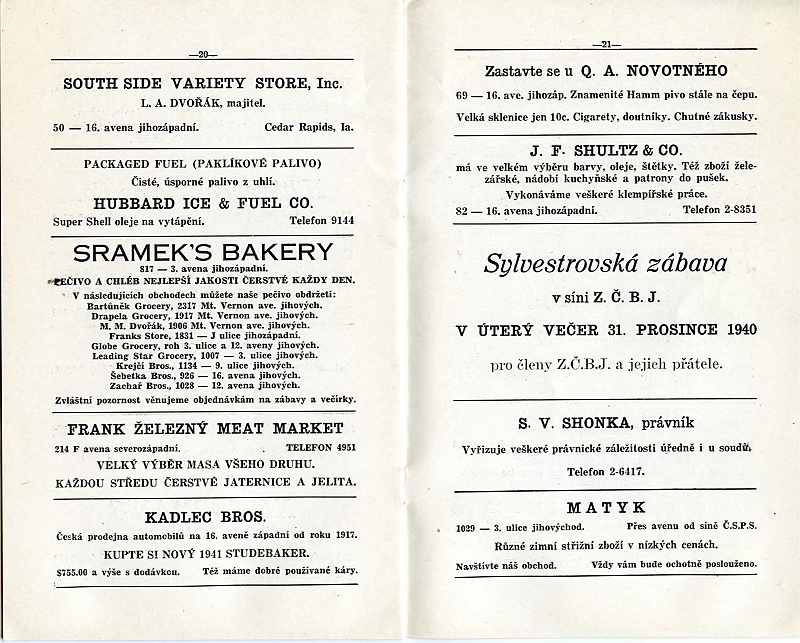 —20—
SOUTH SIDE VARIETY STORE, Inc.
L. A. DVOŘÁK, majitel.
50 — 16. avena jihozápadní. Cedar Rapids, Ia.
PACKAGED FUEL (PAKLÍKOVÉ PALIVO)
Čisté, úsporné palivo z uhlí.
HUBBARD ICE & FUEL CO.
Super Shell oleje na vytápění. Telefon 9144
SRAMEK'S BAKERY
817 — 3. avena jihozápadní.
PEČIVO A CHLÉB NEJLEPŠÍ JAKOSTI ČERSTVÉ KAŽDY DEN.
V následujících obchodech můžete naše pečivo obdržeti:
Bartúněk Grocery, 2317 Mt. Vernon ave. jihových.
Drapela Grocery, 1917 Mt. Vernon ave. jihových.
M. M. Dvořák, 1906 Mt. Vernon ave. jihových.
Franks Store, 1831 — J ulice jihozápadní.
Globe Grocery, roh 3. ulice a 12. aveny jihových.
Leading Star Grocery, 1007 — 3. ulice jihových.
Krejčí Bros., 1134 — 9. ulice jihových.
Šebetka Bros., 926 — 16. avena jihových.
Zachař Bros., 1028 — 12. avena jihových.
Zvláštní pozornost věnujeme objednávkám na zábavy a večírky.
FRANK ŽELEZNÝ MEAT MARKET
214 F avena severozápadní. TELEFON 4951
VELKÝ VÝBĚR MASA VŠEHO DRUHU.
KAŽDOU STŘEDU ČERSTVÉ JATERNICE A JELITA.
KADLEC BROS.
Česká prodejna automobilů na 16. aveně západní od roku 1917.
KUPTE SI NOVÝ 1941 STUDEBAKER.
$755.00 a výše s dodávkou. Též máme dobré používané káry.
—21—
Zastavte se u Q. A. NOVOTNÉHO
69 — 16. ave. jihozáp. Znamenité Hamm pivo stále na čepu.
Velká sklenice jen 10c. Cigarety, doutníky. Chutné zákusky.
J. F. SHULTZ & CO.
má ve velkém výběru barvy, oleje, štětky. Též zboží žele-
zářské, nádobí kuchyňské a patrony do pušek.
Vykonáváme veškeré klempířské práce.
82 — 16. avena jihozápadní. Telefon 2-8351
Sylvestrovská zábava
v síni Z. Č. B. J.
V ÚTERÝ VEČER 31. PROSINCE 1940
pro členy Z.Č.B.J. a jejich přátele.
S. V. SHONKA, právník
Vyřizuje veškeré právnické záležitosti úředně i u soudů.
Telefon 2-6417.
MATYK
1029 — 3. ulice jihovýchod. Přes avenu od síně Č.S.P.S.
Různé zimní střižní zboží v nízkých cenách.
Navštivte náš obchod. Vždy vám bude ochotně poslouženo.